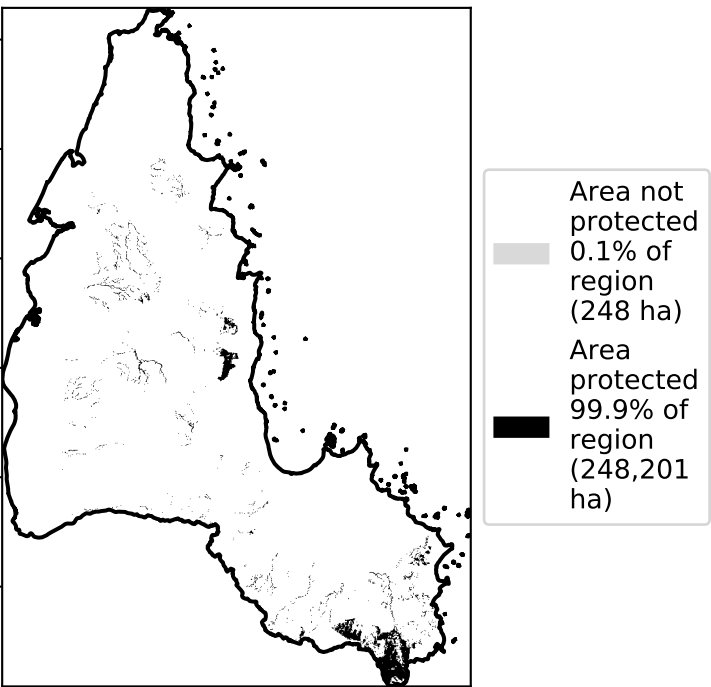 Area not
protected
0.1% of
region
(248 ha)
Area
protected
99.9% of
region
(248,201
ha)